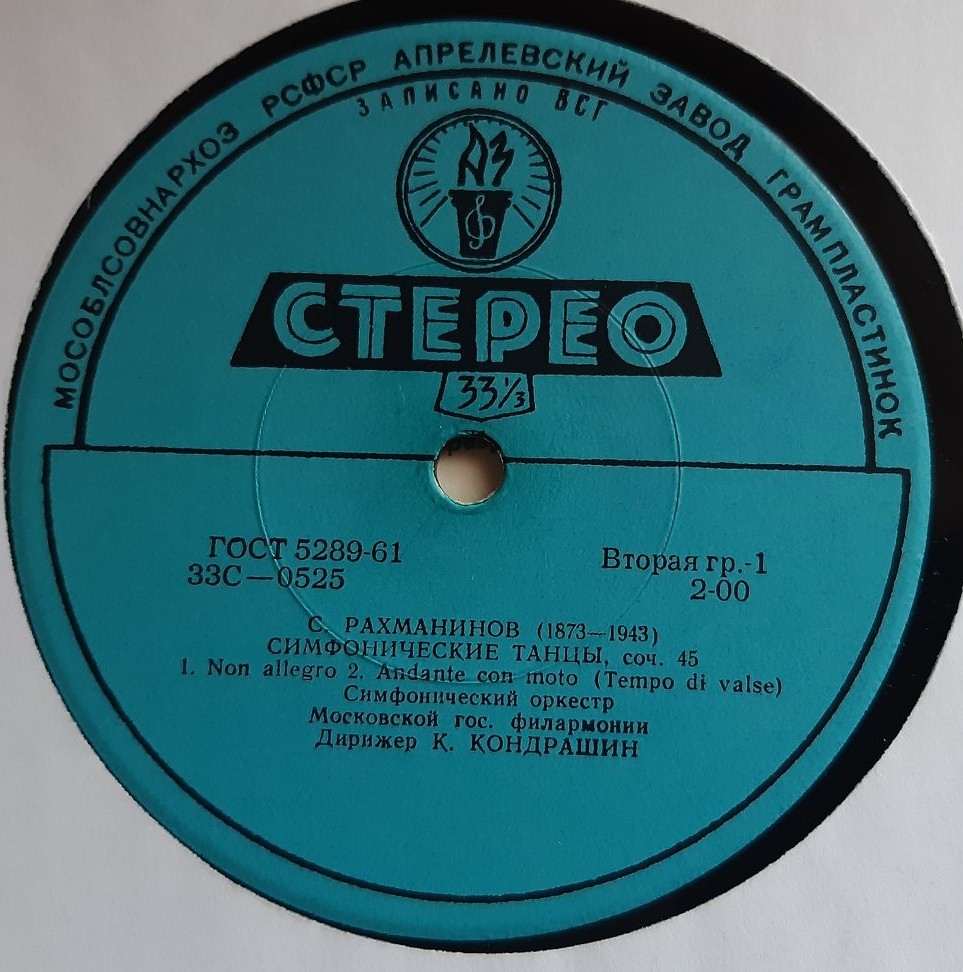 МОСОБЛСОВНАРХОЗ РСФСР АПРЕЛЕВСКИЙ ЗАВОД ГРАМПЛАСТИНОК
ЗАПИСАНО ВСГ
АЗ
СТЕРЕО
33⅓
ГОСТ 5289-61
33С—0525
Вторая гр.-1
2-00
С. РАХМАНИНОВ (1873—1943)
СИМФОНИЧЕСКИЕ ТАНЦЫ, соч. 45
1. Non allegro 2. Andante con moto (Tempo di valse)
Симфонический оркестр
Московской гос. филармонии
Дирижер К. КОНДРАШИН